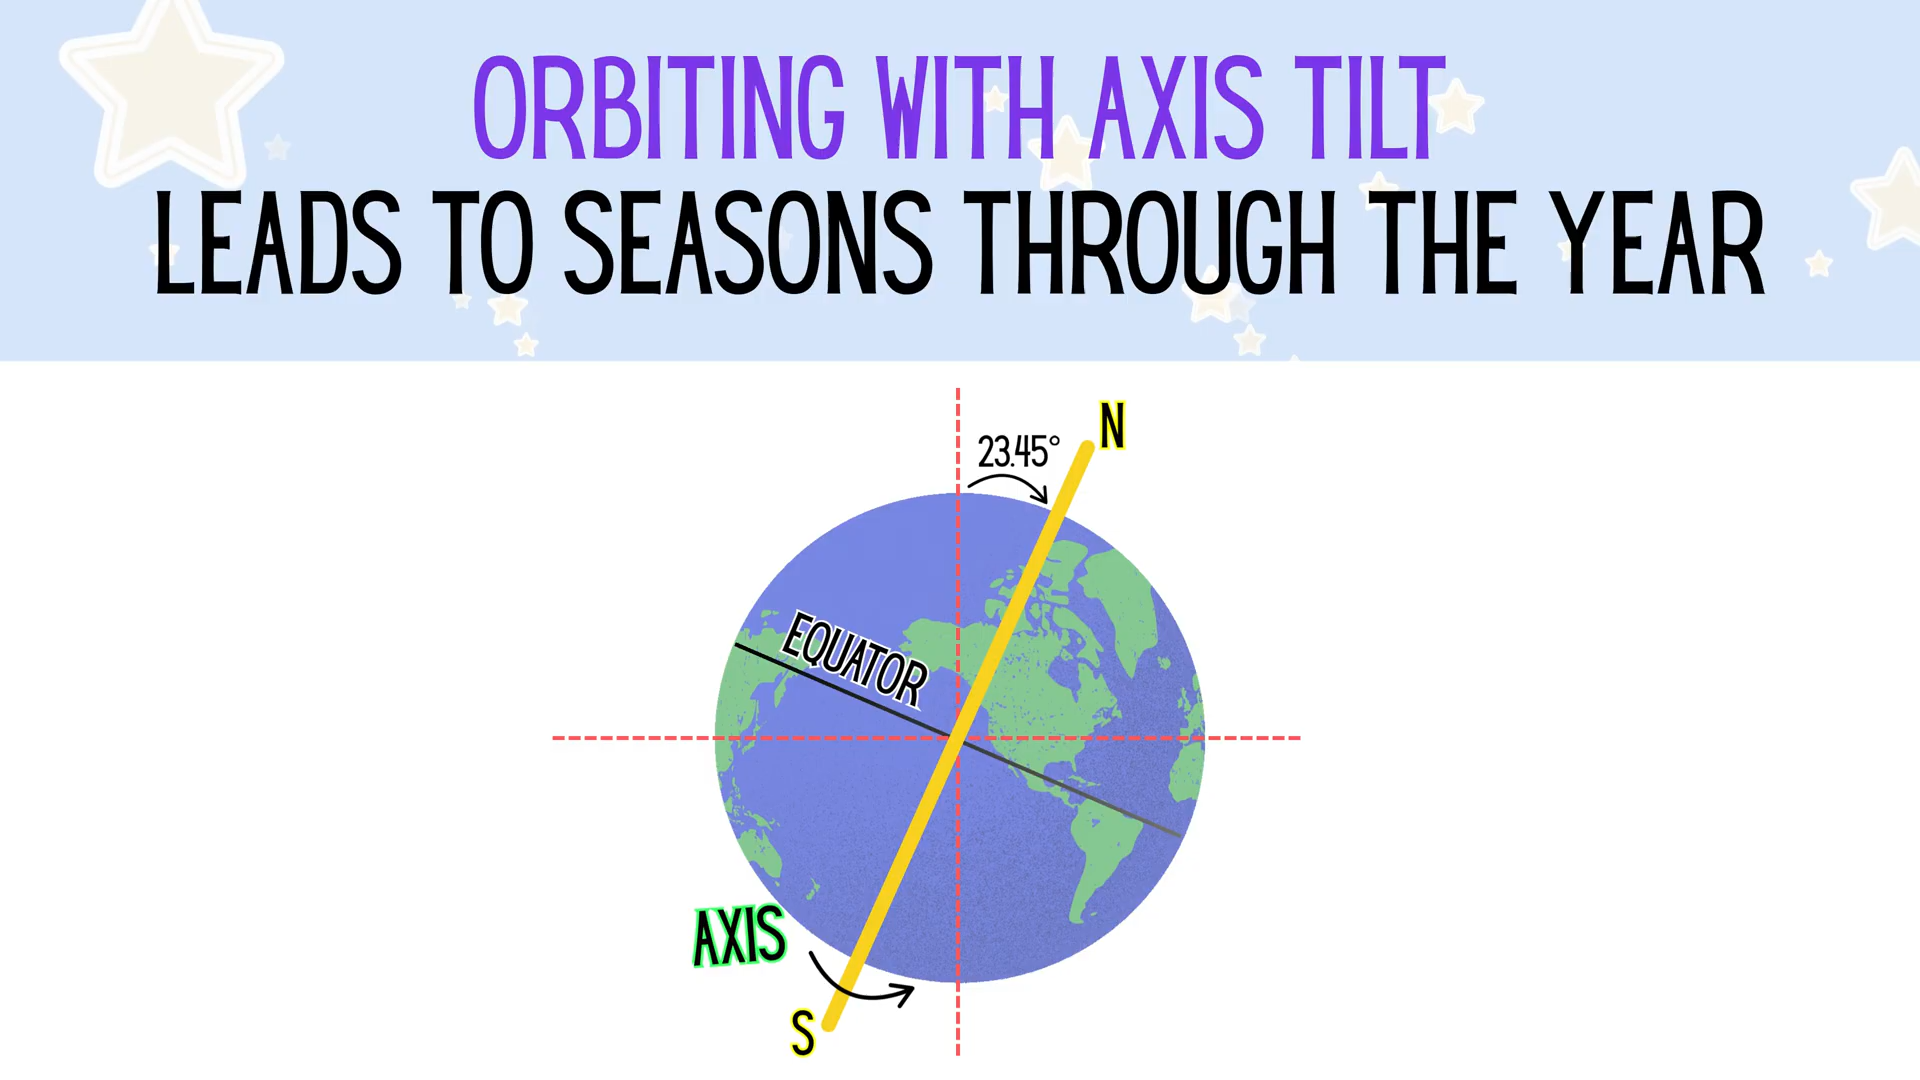 ORBITING WITH AXIS TILT
LEADS TO SEASONS THROUGH THE YEAR
N
23.45°
EQUATOR
AXIS
S